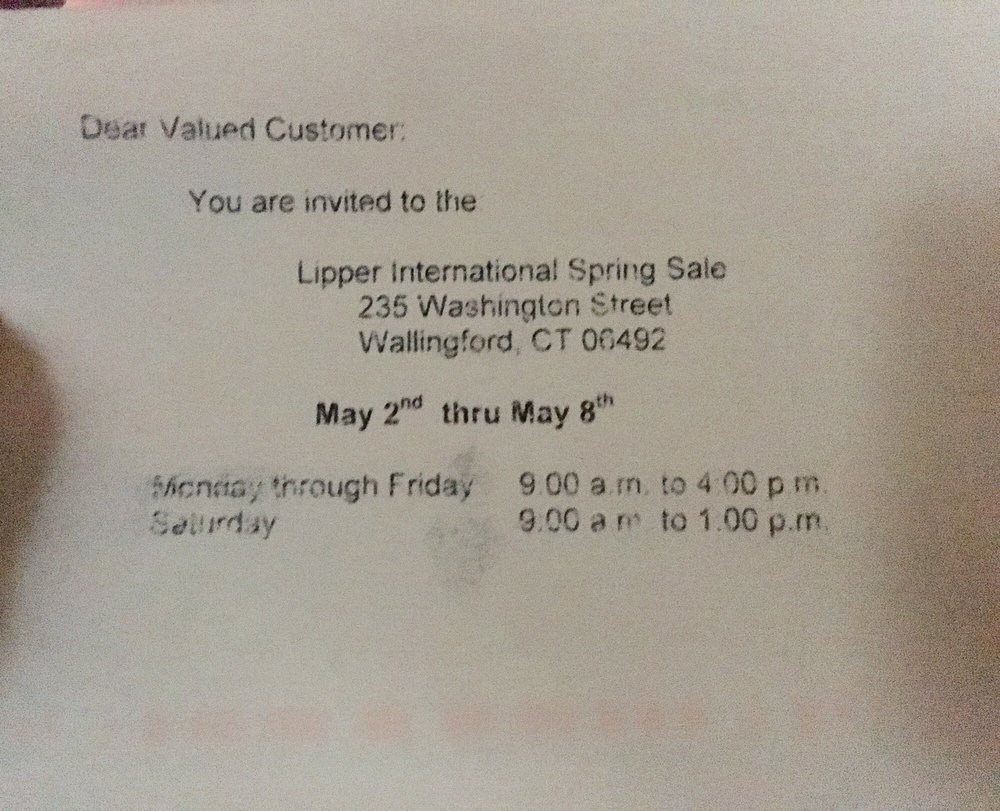 Dear Valued Customer:
You are invited to the
Lipper International Spring Sale
235 Washington Street
Wallingford, CT 06492
May 2nd thru May 8th
Monday through Friday 9:00 a.m. to 4:00 p.m.
Saturday 9:00 a.m. to 1:00 p.m.